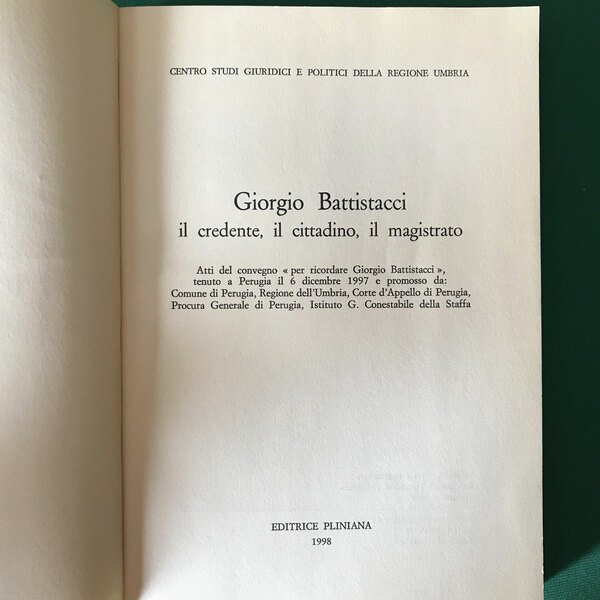 CENTRO STUDI GIURIDICI E POLITICI DELLA REGIONE UMBRIA
Giorgio Battistacci
il credente, il cittadino, il magistrato
Atti del convegno « per ricordare Giorgio Battistacci »,
tenuto a Perugia il 6 dicembre 1997 e promosso da:
Comune di Perugia, Regione dell'Umbria, Corte d'Appello di Perugia,
Procura Generale di Perugia, Istituto G. Conestabile della Staffa
EDITRICE PLINIANA
1998